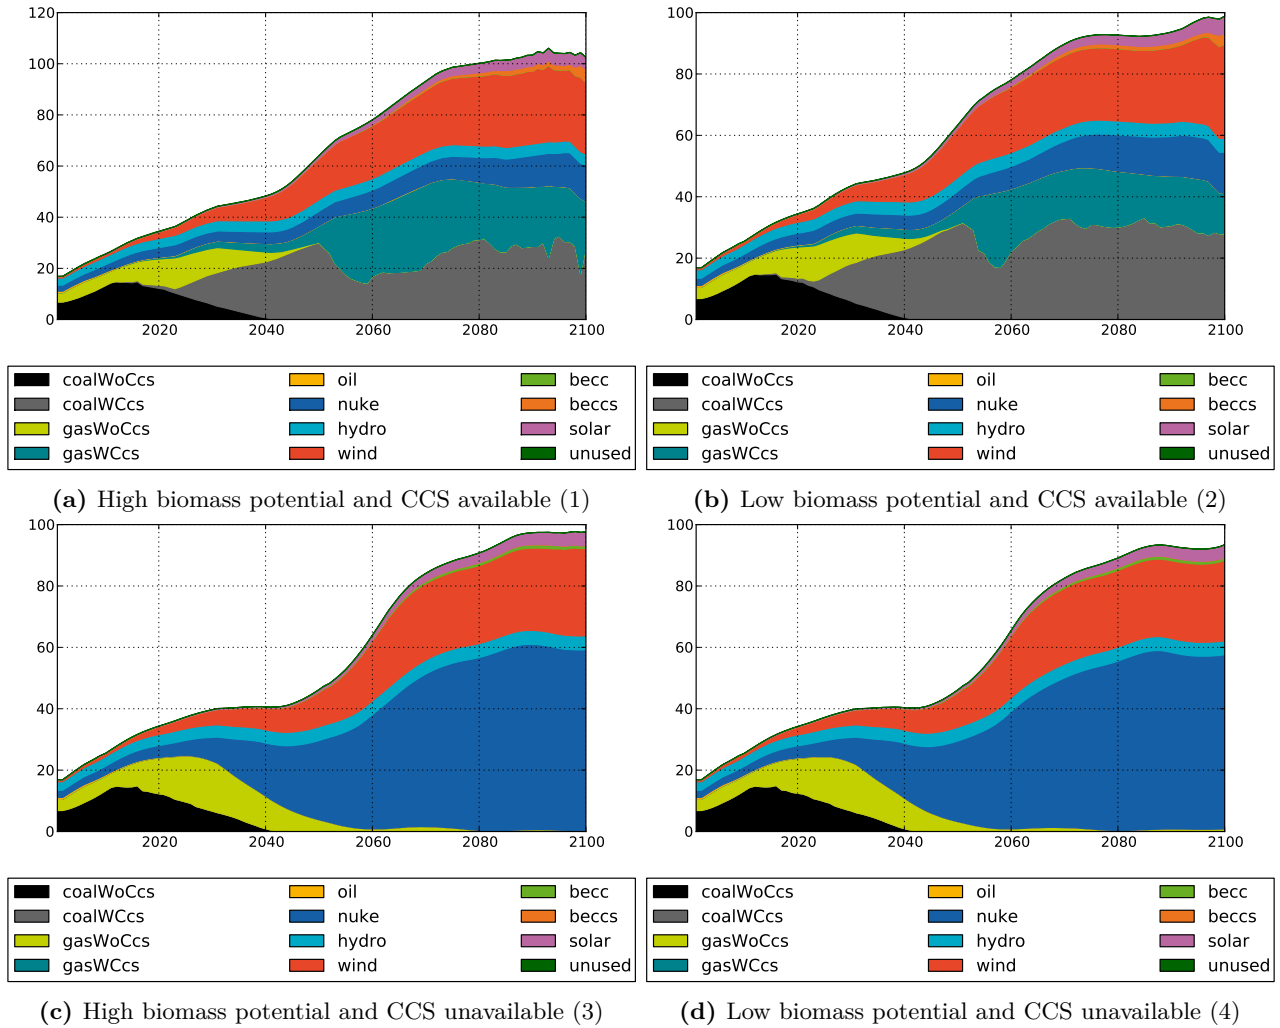 120
100
80
60
40
20
0
2020 2040 2060 2080 2100
coalWoCcs oil becc
coalWCcs nuke beccs
gasWoCcs hydro solar
gasWCcs wind unused
(a) High biomass potential and CCS available (1)
100
80
60
40
20
0
2020 2040 2060 2080 2100
coalWoCcs oil becc
coalWCcs nuke beccs
gasWoCcs hydro solar
gasWCcs wind unused
(b) Low biomass potential and CCS available (2)
100
80
60
40
20
0
2020 2040 2060 2080 2100
coalWoCcs oil becc
coalWCcs nuke beccs
gasWoCcs hydro solar
gasWCcs wind unused
(c) High biomass potential and CCS unavailable (3)
100
80
60
40
20
0
2020 2040 2060 2080 2100
coalWoCcs oil becc
coalWCcs nuke beccs
gasWoCcs hydro solar
gasWCcs wind unused
(d) Low biomass potential and CCS unavailable (4)